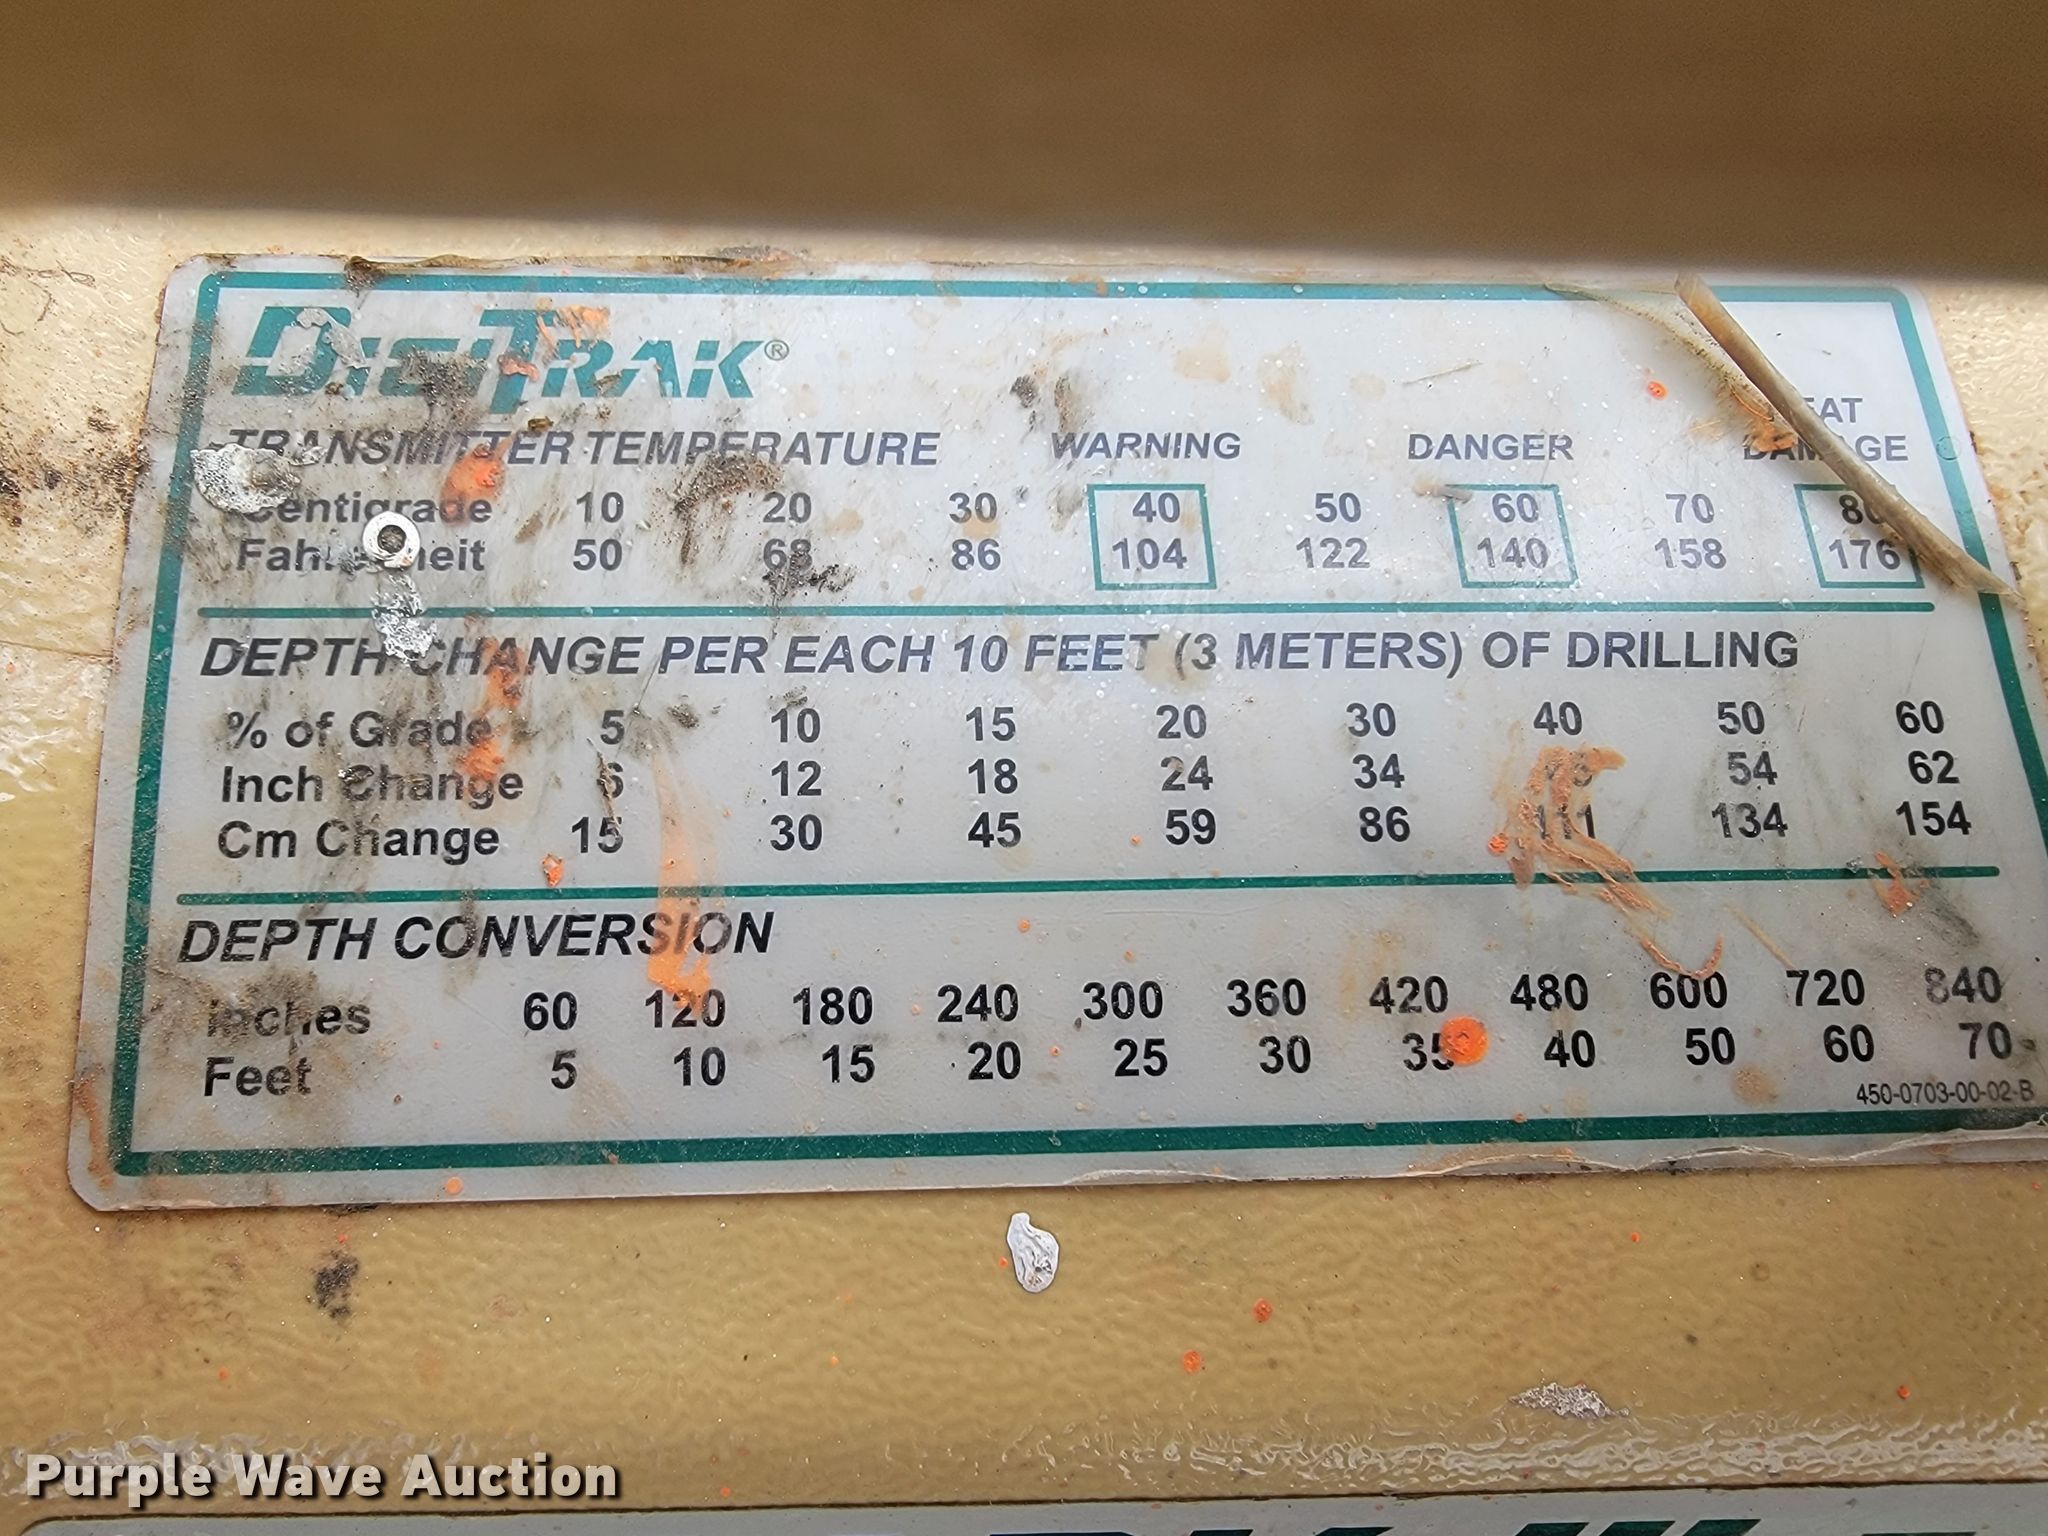 DIGITRAK®
HEAT
TRANSMITTER TEMPERATURE WARNING DANGER DAMAGE
Centigrade 10 20 30 40 50 60 70 80
Fahrenheit 50 68 86 104 122 140 158 176
DEPTH CHANGE PER EACH 10 FEET (3 METERS) OF DRILLING
% of Grade 5 10 15 20 30 40 50 60
Inch Change 6 12 18 24 34 54 62
Cm Change 15 30 45 59 86 111 134 154
DEPTH CONVERSION
Inches 60 120 180 240 300 360 420 480 600 720 840
Feet 5 10 15 20 25 30 35 40 50 60 70
450-0703-00-02-B
Purple Wave Auction